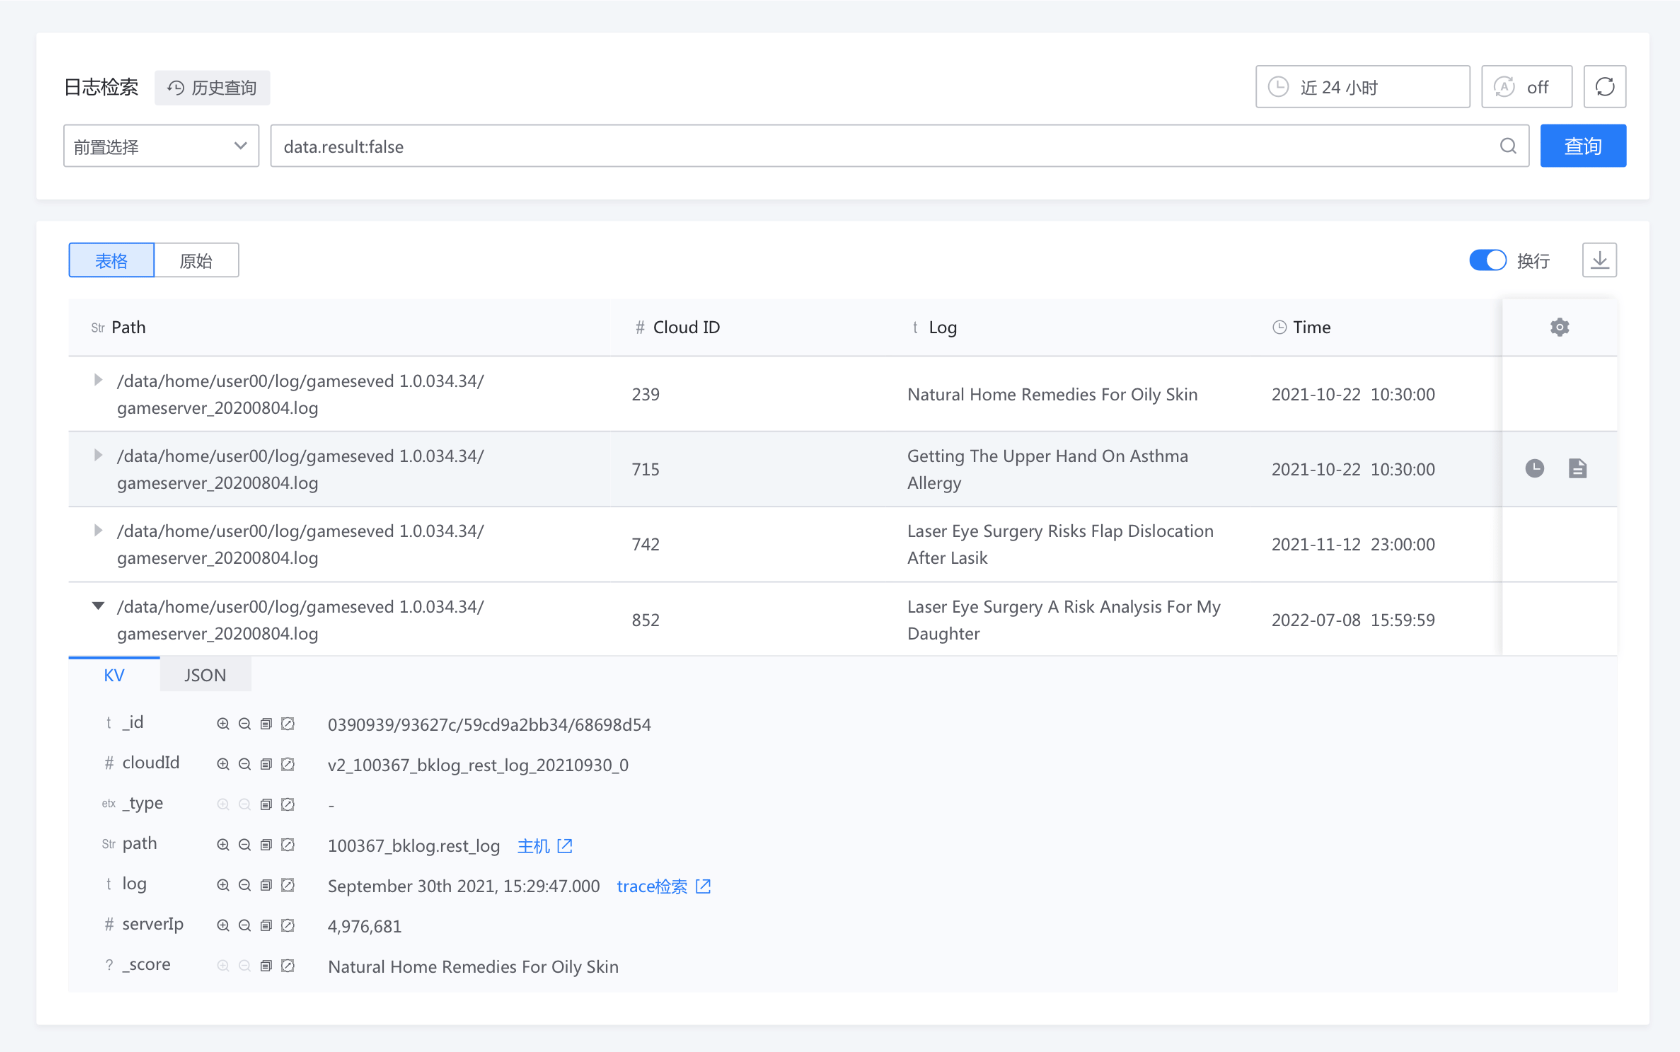 日志检索 历史查询 近 24 小时 off
前置选择 data.result:false 查询
表格 原始 换行
Str Path # Cloud ID t Log Time
/data/home/user00/log/gameseved 1.0.034.34/
gameserver_20200804.log
239
Natural Home Remedies For Oily Skin
2021-10-22 10:30:00
/data/home/user00/log/gameseved 1.0.034.34/
gameserver_20200804.log
715
Getting The Upper Hand On Asthma
Allergy
2021-10-22 10:30:00
/data/home/user00/log/gameseved 1.0.034.34/
gameserver_20200804.log
742
Laser Eye Surgery Risks Flap Dislocation
After Lasik
2021-11-12 23:00:00
/data/home/user00/log/gameseved 1.0.034.34/
gameserver_20200804.log
852
Laser Eye Surgery A Risk Analysis For My
Daughter
2022-07-08 15:59:59
KV JSON
t _id 0390939/93627c/59cd9a2bb34/68698d54
# cloudId v2_100367_bklog_rest_log_20210930_0
etx _type -
Str path 100367_bklog.rest_log 主机
t log September 30th 2021, 15:29:47.000 trace检索
# serverIp 4,976,681
? _score Natural Home Remedies For Oily Skin